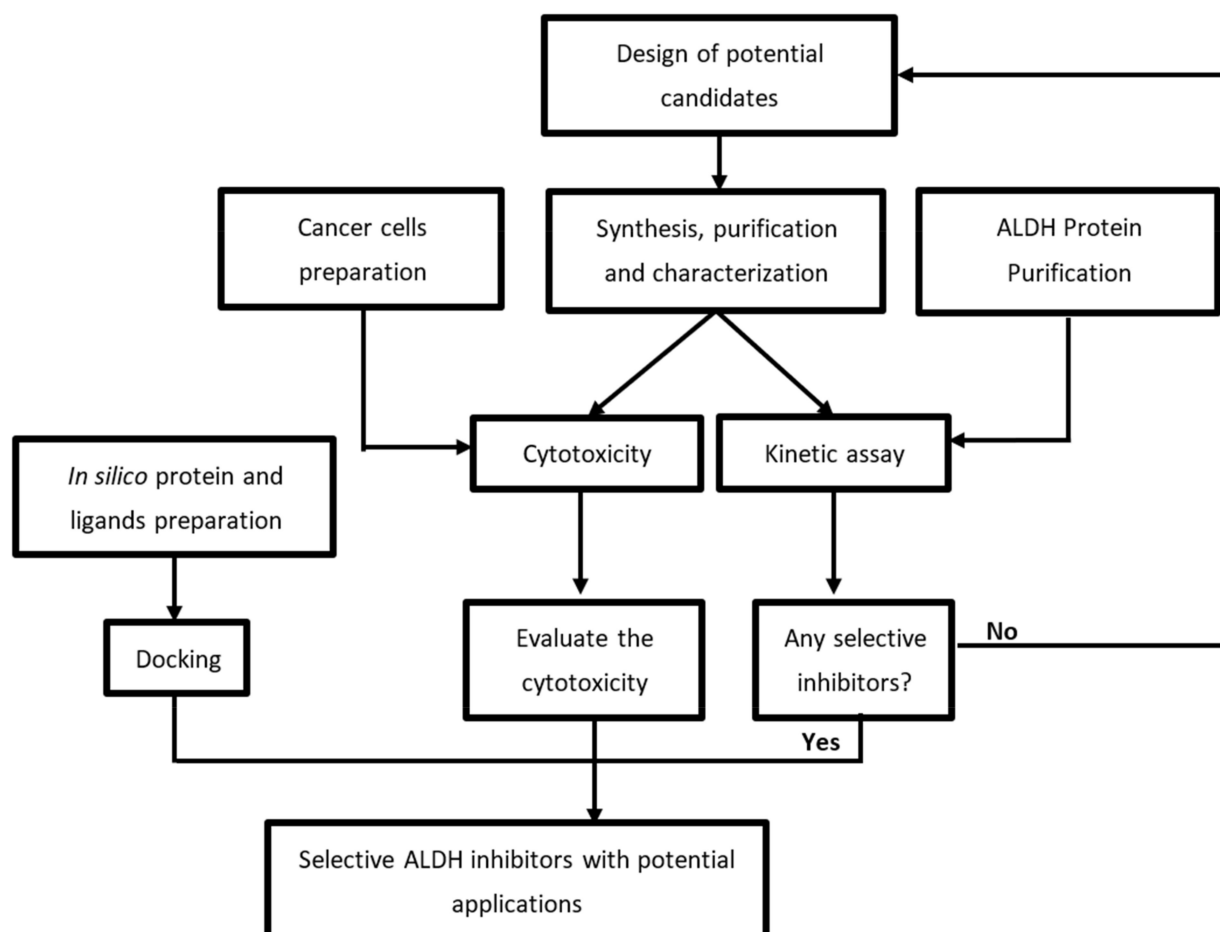 Design of potential
candidates
Cancer cells
preparation
Synthesis, purification
and characterization
ALDH Protein
Purification
In silico protein and
ligands preparation
Cytotoxicity
Kinetic assay
Docking
Evaluate the
cytotoxicity
Any selective
inhibitors?
No
Yes
Selective ALDH inhibitors with potential
applications